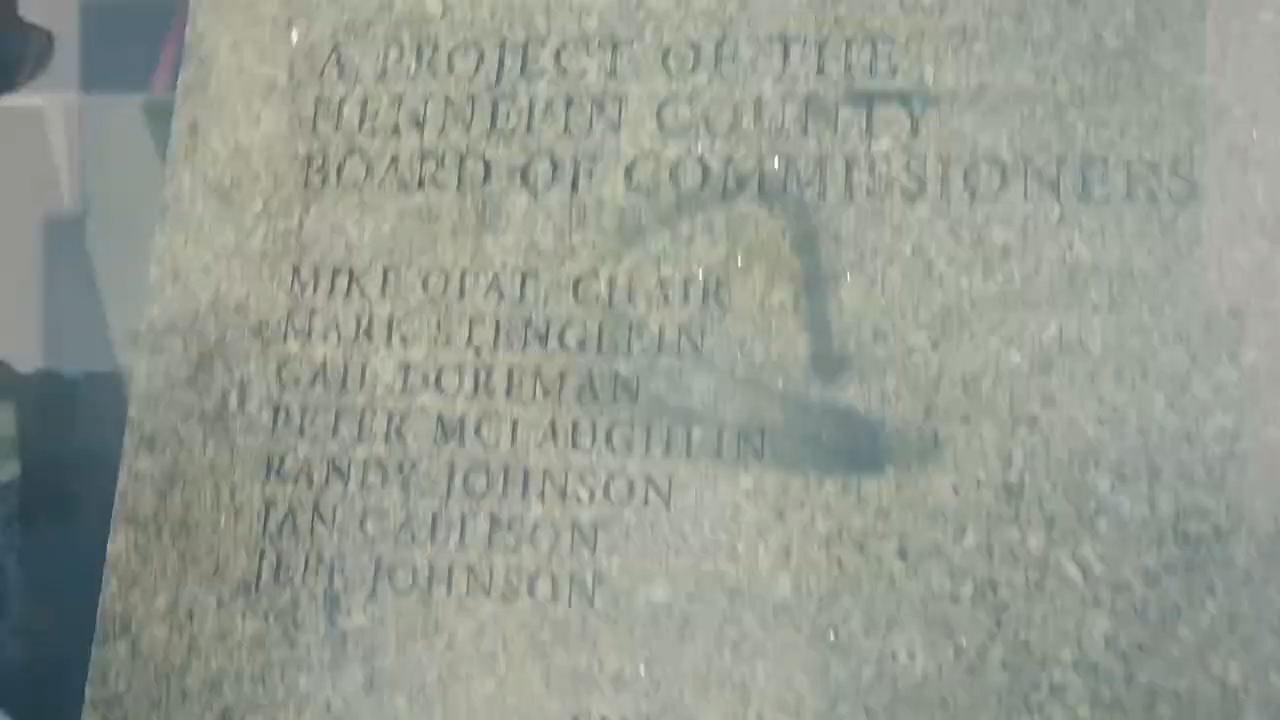 A PROJECT OF THE
HENNEPIN COUNTY
BOARD OF COMMISSIONERS
MIKE OPAT, CHAIR
MARK STENGLEIN
GAIL DORFMAN
PETER MCLAUGHLIN
RANDY JOHNSON
JAN CALLISON
JEFF JOHNSON